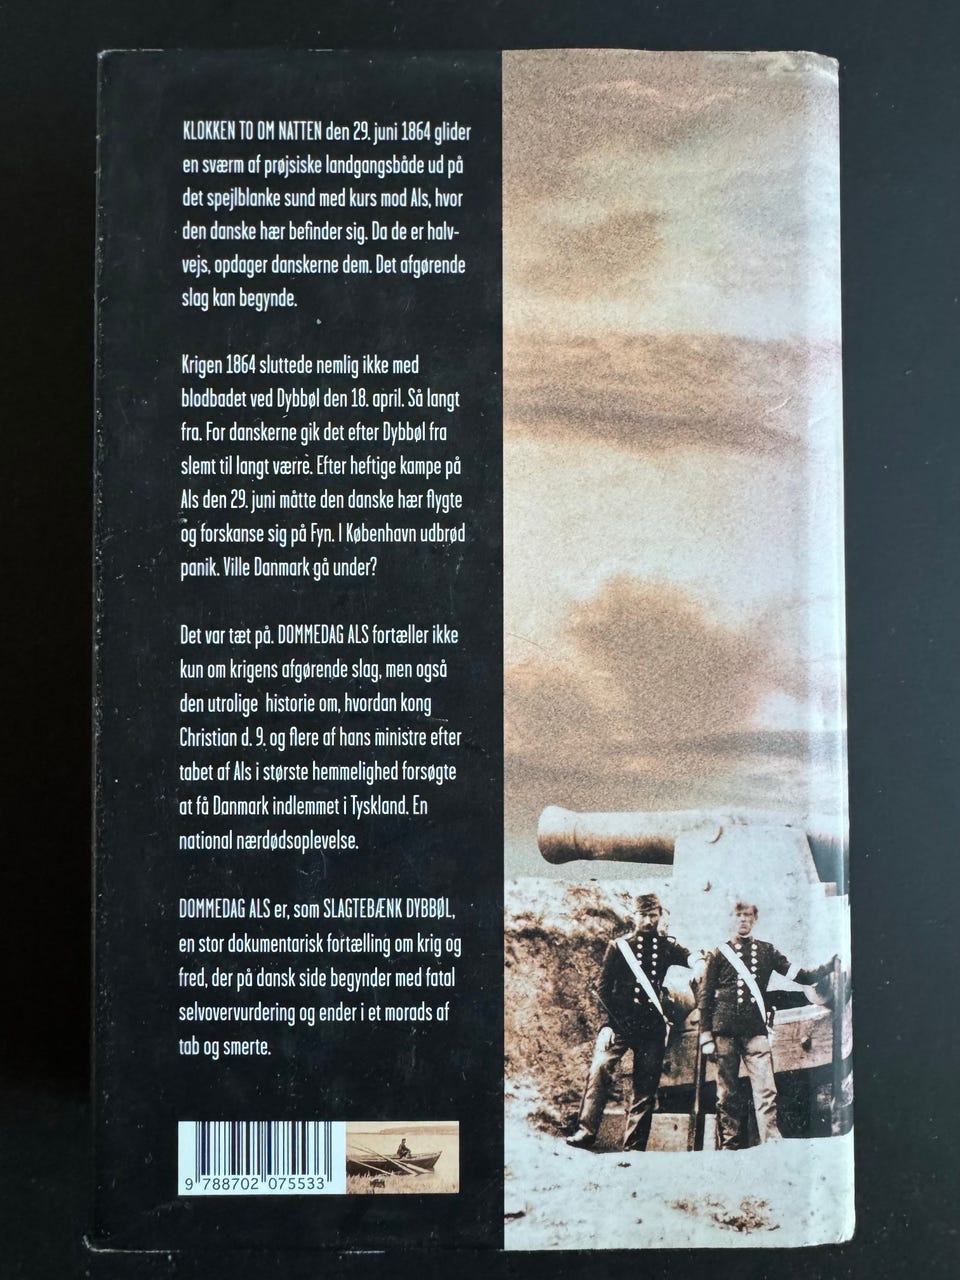 KLOKKEN TO OM NATTEN den 29. juni 1864 glider
en sværm af prøjsiske landgangsbåde ud på
det spejlblanke sund med kurs mod Als, hvor
den danske hær befinder sig. Da de er halv-
vejs, opdager danskerne dem. Det afgørende
slag kan begynde.
Krigen 1864 sluttede nemlig ikke med
blodbadet ved Dybbøl den 18. april. Så langt
fra. For danskerne gik det efter Dybbøl fra
slemt til langt værre. Efter heftige kampe på
Als den 29. juni måtte den danske hær flygte
og forskanse sig på Fyn. I København udbrød
panik. Ville Danmark gå under?
Det var tæt på. DOMMEDAG ALS fortæller ikke
kun om krigens afgørende slag, men også
den utrolige historie om, hvordan kong
Christian d. 9. og flere af hans ministre efter
tabet af Als i største hemmelighed forsøgte
at få Danmark indlemmet i Tyskland. En
national nærdødsoplevelse.
DOMMEDAG ALS er, som SLAGTEBÆNK DYBBØL,
en stor dokumentarisk fortælling om krig og
fred, der på dansk side begynder med fatal
selvovervurdering og ender i et morads af
tab og smerte.
9 788702 075533